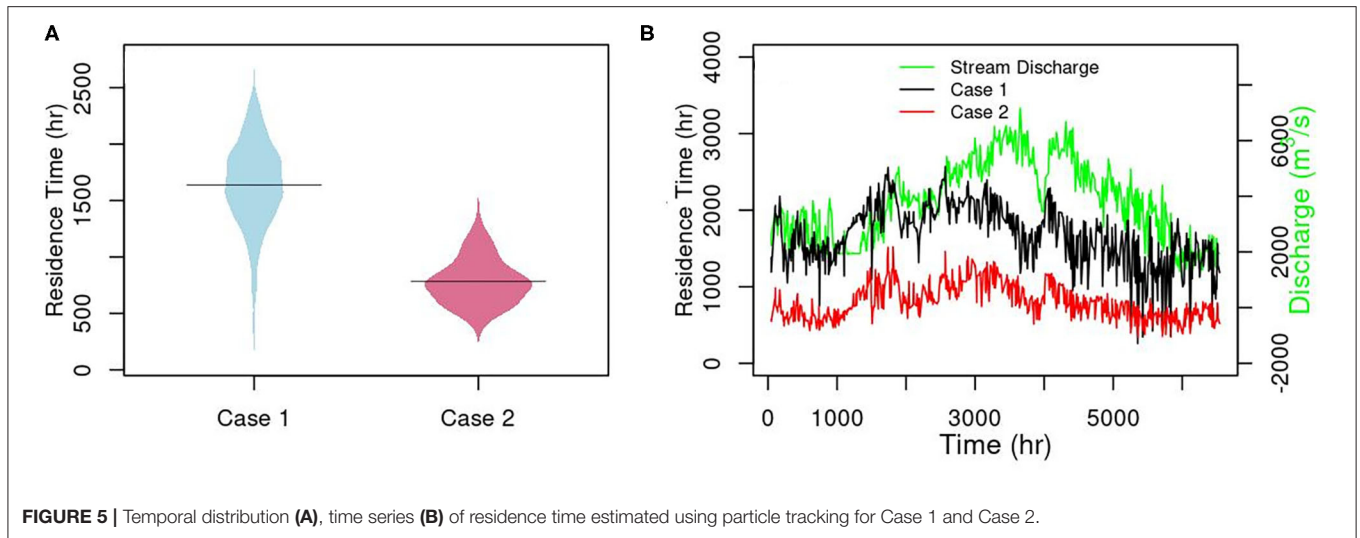 A
Residence Time (hr)
2500
1500
500
0
Case 1 Case 2
B
Residence Time (hr)
4000
3000
2000
1000
0
Stream Discharge
Case 1
Case 2
6000
2000
-2000
Discharge (m³/s)
0 1000 3000 5000
Time (hr)
FIGURE 5 | Temporal distribution (A), time series (B) of residence time estimated using particle tracking for Case 1 and Case 2.